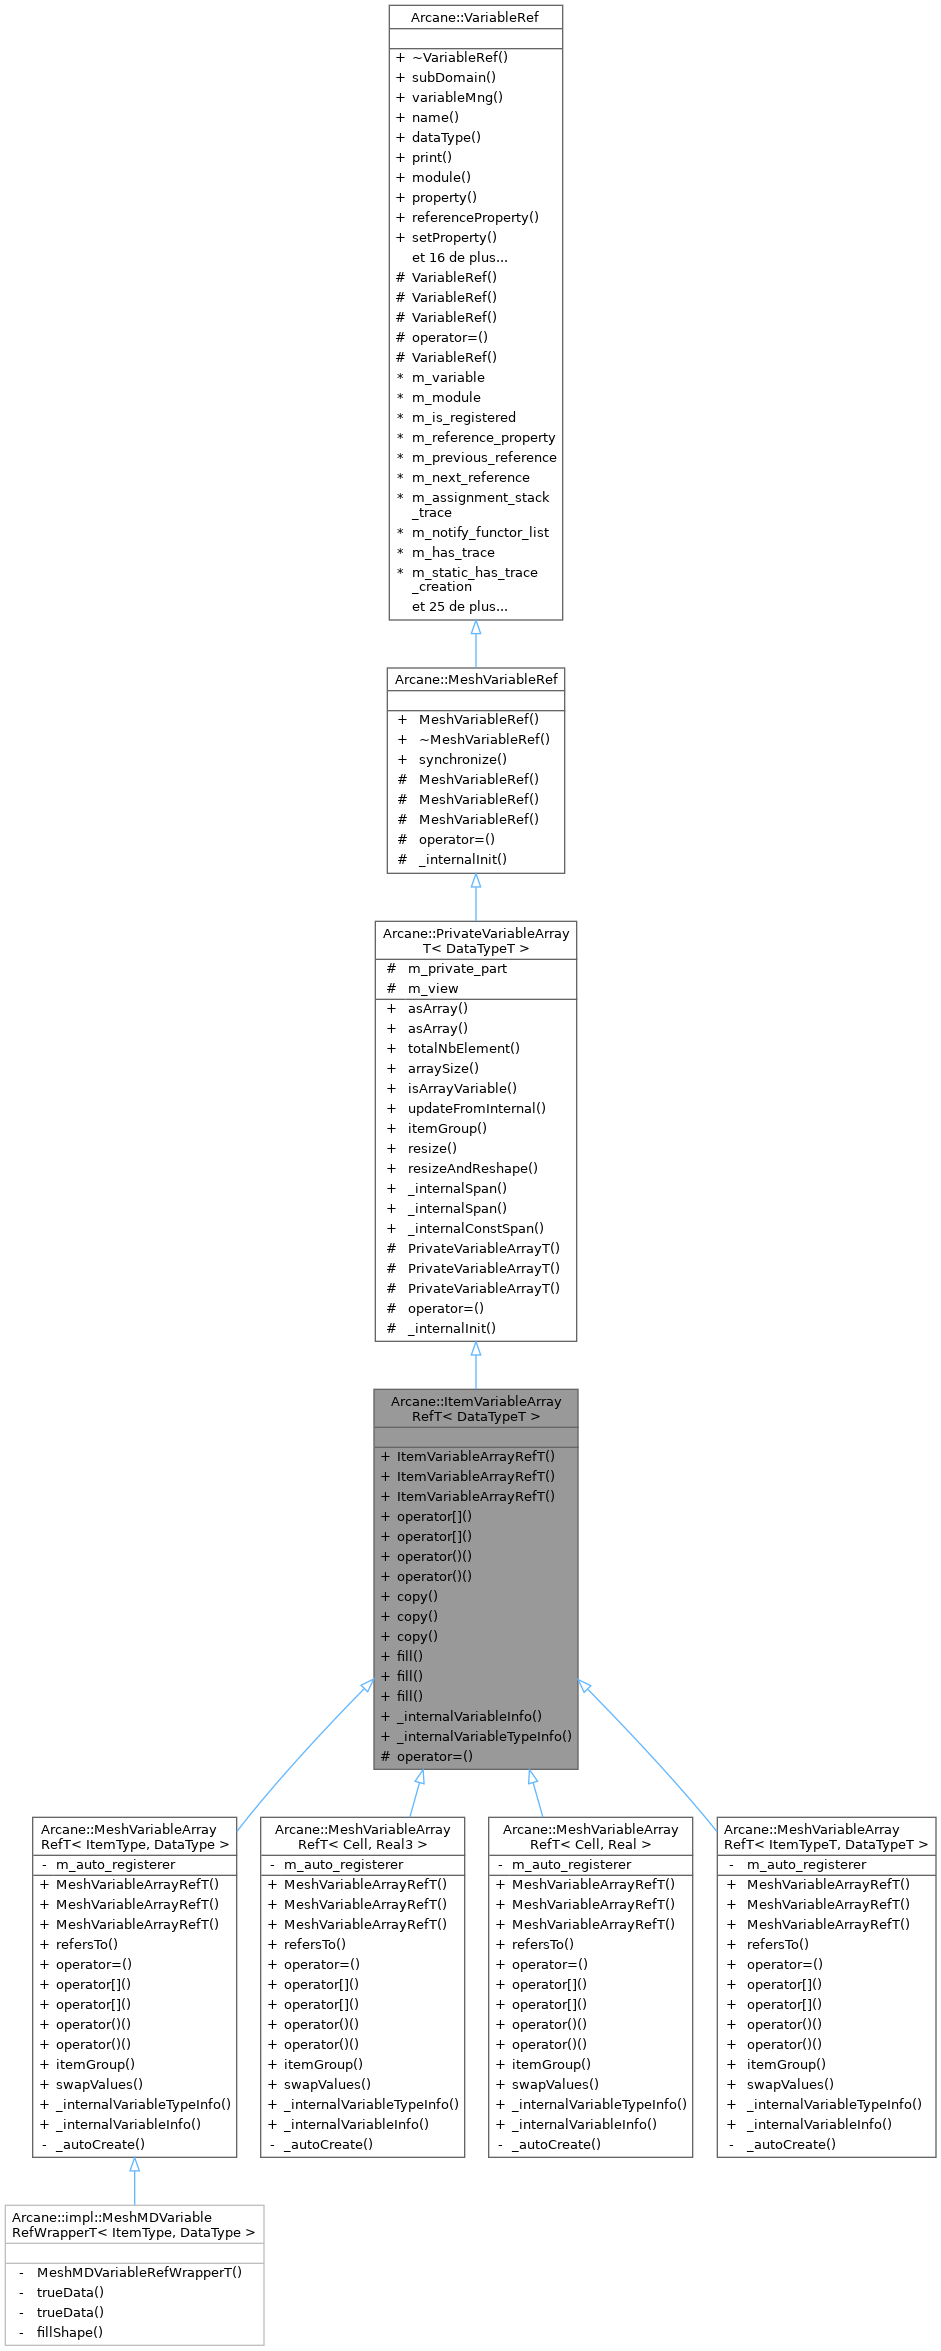 Arcane::VariableRef
+ ~VariableRef()
+ subDomain()
+ variableMng()
+ name()
+ dataType()
+ print()
+ module()
+ property()
+ referenceProperty()
+ setProperty()
et 16 de plus...
# VariableRef()
# VariableRef()
# VariableRef()
# operator=()
# VariableRef()
* m_variable
* m_module
* m_is_registered
* m_reference_property
* m_previous_reference
* m_next_reference
* m_assignment_stack
_trace
* m_notify_functor_list
* m_has_trace
* m_static_has_trace
_creation
et 25 de plus...
Arcane::MeshVariableRef
+ MeshVariableRef()
+ ~MeshVariableRef()
+ synchronize()
# MeshVariableRef()
# MeshVariableRef()
# MeshVariableRef()
# operator=()
# _internalInit()
Arcane::PrivateVariableArray
T< DataTypeT >
# m_private_part
# m_view
+ asArray()
+ asArray()
+ totalNbElement()
+ arraySize()
+ isArrayVariable()
+ updateFromInternal()
+ itemGroup()
+ resize()
+ resizeAndReshape()
+ _internalSpan()
+ _internalSpan()
+ _internalConstSpan()
# PrivateVariableArrayT()
# PrivateVariableArrayT()
# PrivateVariableArrayT()
# operator=()
# _internalInit()
Arcane::ItemVariableArray
RefT< DataTypeT >
+ ItemVariableArrayRefT()
+ ItemVariableArrayRefT()
+ ItemVariableArrayRefT()
+ operator[]()
+ operator[]()
+ operator()()
+ operator()()
+ copy()
+ copy()
+ copy()
+ fill()
+ fill()
+ fill()
+ _internalVariableInfo()
+ _internalVariableTypeInfo()
# operator=()
Arcane::MeshVariableArray
RefT< ItemType, DataType >
- m_auto_registerer
+ MeshVariableArrayRefT()
+ MeshVariableArrayRefT()
+ MeshVariableArrayRefT()
+ refersTo()
+ operator=()
+ operator[]()
+ operator[]()
+ operator()()
+ operator()()
+ itemGroup()
+ swapValues()
+ _internalVariableTypeInfo()
+ _internalVariableInfo()
- _autoCreate()
Arcane::MeshVariableArray
RefT< Cell, Real3 >
- m_auto_registerer
+ MeshVariableArrayRefT()
+ MeshVariableArrayRefT()
+ MeshVariableArrayRefT()
+ refersTo()
+ operator=()
+ operator[]()
+ operator[]()
+ operator()()
+ operator()()
+ itemGroup()
+ swapValues()
+ _internalVariableTypeInfo()
+ _internalVariableInfo()
- _autoCreate()
Arcane::MeshVariableArray
RefT< Cell, Real >
- m_auto_registerer
+ MeshVariableArrayRefT()
+ MeshVariableArrayRefT()
+ MeshVariableArrayRefT()
+ refersTo()
+ operator=()
+ operator[]()
+ operator[]()
+ operator()()
+ operator()()
+ itemGroup()
+ swapValues()
+ _internalVariableTypeInfo()
+ _internalVariableInfo()
- _autoCreate()
Arcane::MeshVariableArray
RefT< ItemTypeT, DataTypeT >
- m_auto_registerer
+ MeshVariableArrayRefT()
+ MeshVariableArrayRefT()
+ MeshVariableArrayRefT()
+ refersTo()
+ operator=()
+ operator[]()
+ operator[]()
+ operator()()
+ operator()()
+ itemGroup()
+ swapValues()
+ _internalVariableTypeInfo()
+ _internalVariableInfo()
- _autoCreate()
Arcane::impl::MeshMDVariable
RefWrapperT< ItemType, DataType >
- MeshMDVariableRefWrapperT()
- trueData()
- trueData()
- fillShape()